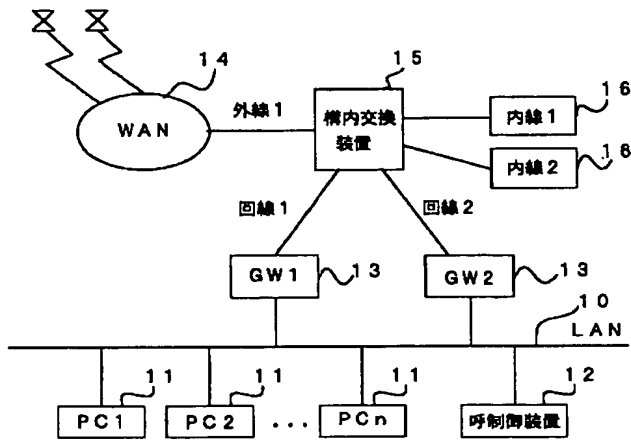 14
WAN
外線1
15
構内交換
装置
16
内線1
18
内線2
回線1
回線2
GW1
13
GW2
13
10
LAN
11
PC1
11
PC2
...
11
PCn
12
呼制御装置